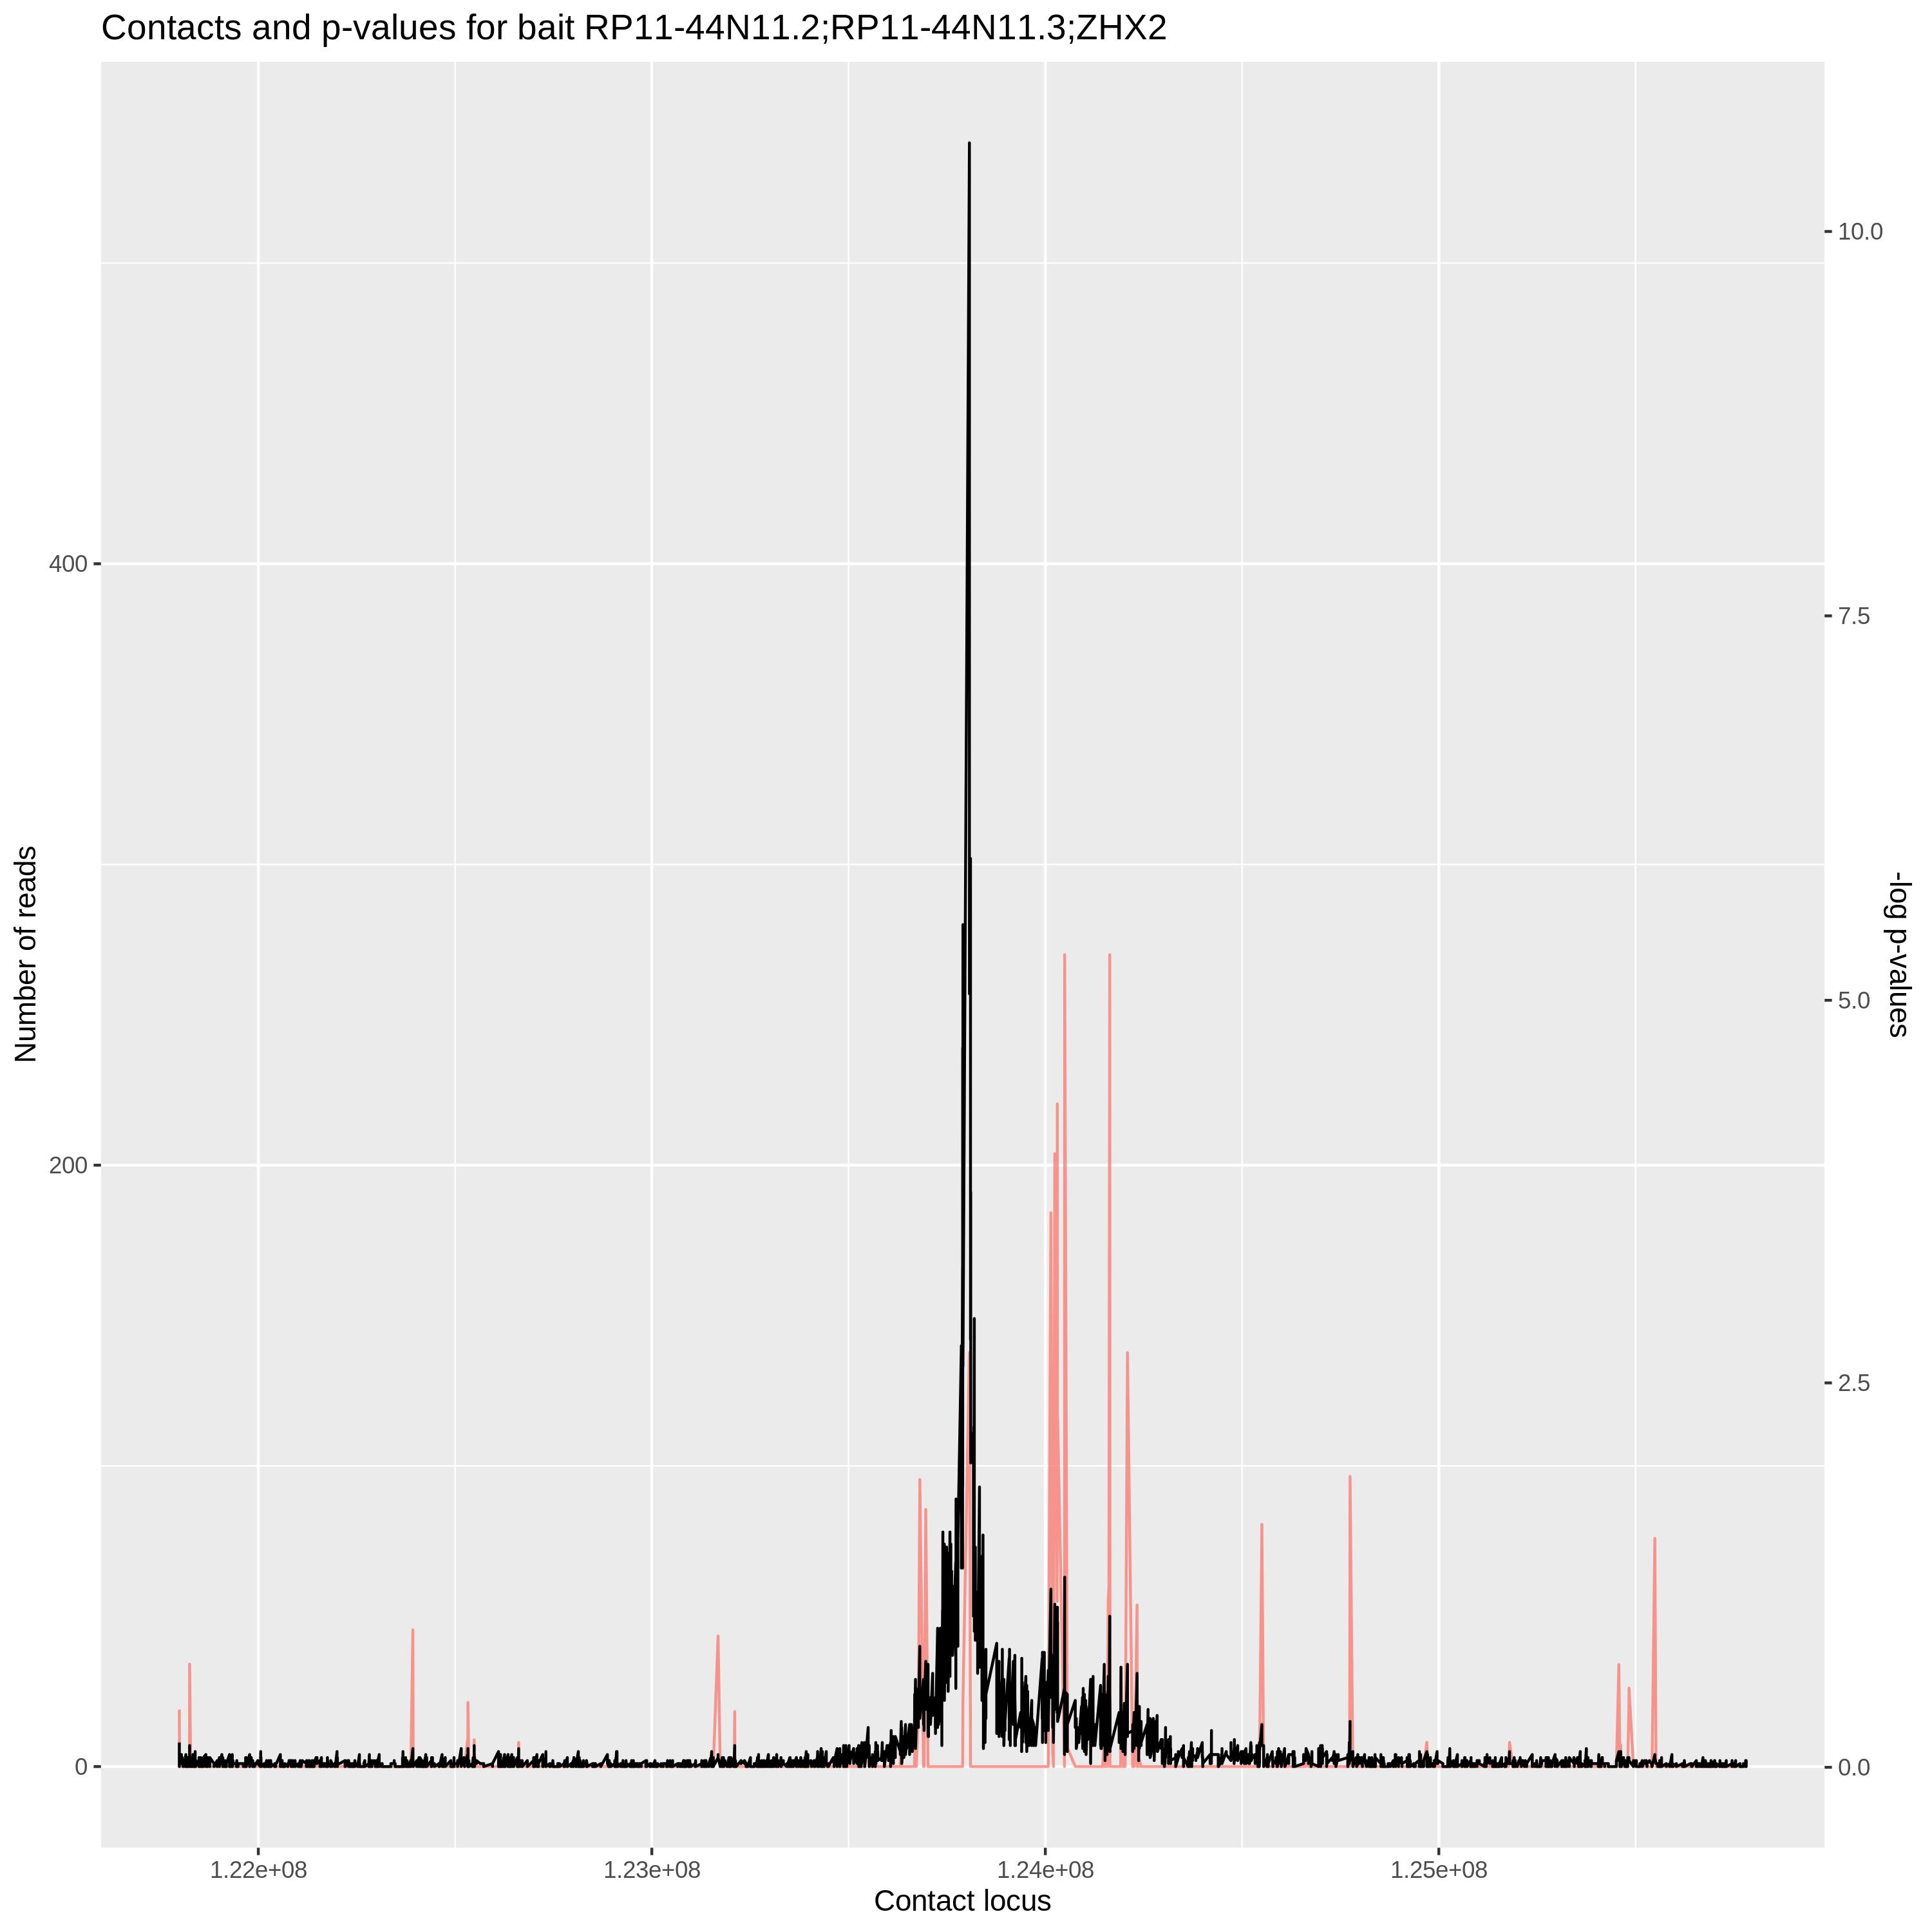 Contacts and p-values for bait RP11-44N11.2;RP11-44N11.3;ZHX2
Number of reads
400
200
0
10.0
7.5
5.0
2.5
0.0
-log p-values
1.22e+08
1.23e+08
1.24e+08
1.25e+08
Contact locus